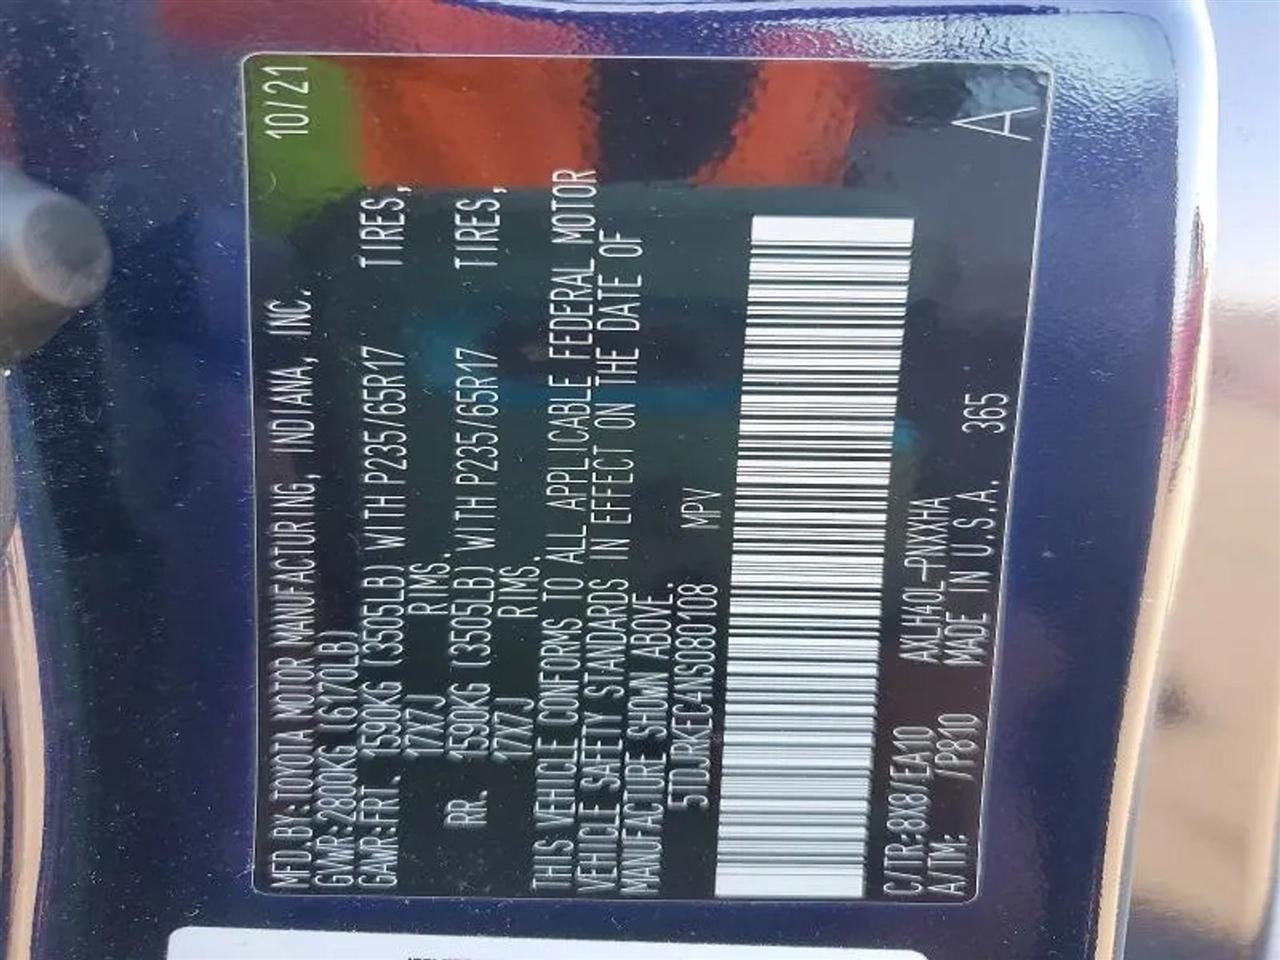 MFD.BY:TOYOTA MOTOR MANUFACTURING, INDIANA, INC. 10/21
GVWR:2800KG (6170LB)
GAWR:FRT. 1590KG (3505LB) WITH P235/65R17 TIRES,
17X7J RIMS.
RR. 1590KG (3505LB) WITH P235/65R17 TIRES,
17X7J RIMS.
THIS VEHICLE CONFORMS TO ALL APPLICABLE FEDERAL MOTOR
VEHICLE SAFETY STANDARDS IN EFFECT ON THE DATE OF
MANUFACTURE SHOWN ABOVE.
5TDJRKEC4NS080108 MPV
C/TR:8X8/EA10 AXLH40L-PNXXHA
A/TM: /P810 MADE IN U.S.A. 365 A